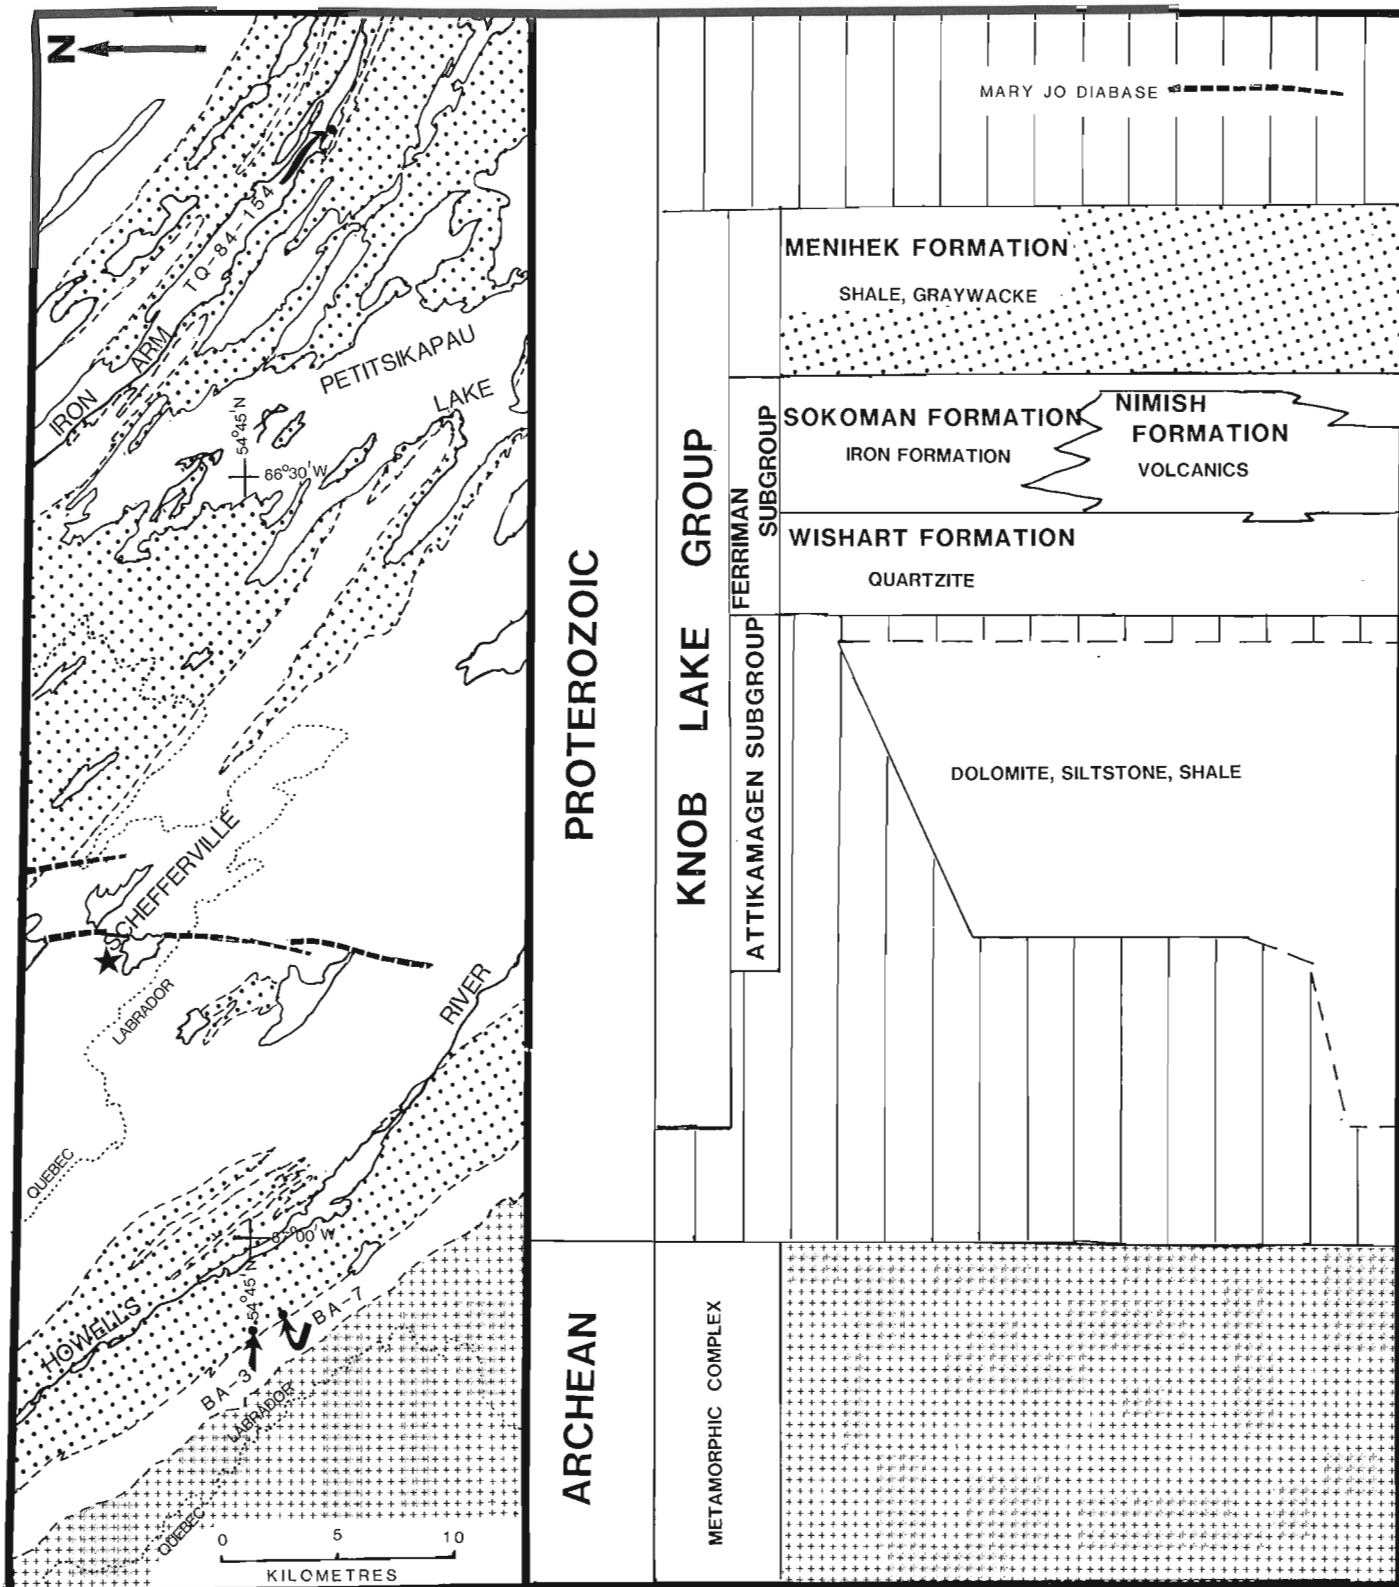 N
TQ-84-154
IRON ARM
PETITSIKAPAU
LAKE
54°45'N
66°30'W
SCHEFFERVILLE
LABRADOR
QUEBEC
RIVER
HOWELLS
54°45'N
BA-7
BA-3
LABRADOR
QUEBEC
0 5 10
KILOMETRES
PROTEROZOIC
ARCHEAN
KNOB LAKE GROUP
FERRIMAN
SUBGROUP
ATTIKAMAGEN SUBGROUP
METAMORPHIC COMPLEX
MARY JO DIABASE
MENIHEK FORMATION
SHALE, GRAYWACKE
SOKOMAN FORMATION
IRON FORMATION
NIMISH
FORMATION
VOLCANICS
WISHART FORMATION
QUARTZITE
DOLOMITE, SILTSTONE, SHALE